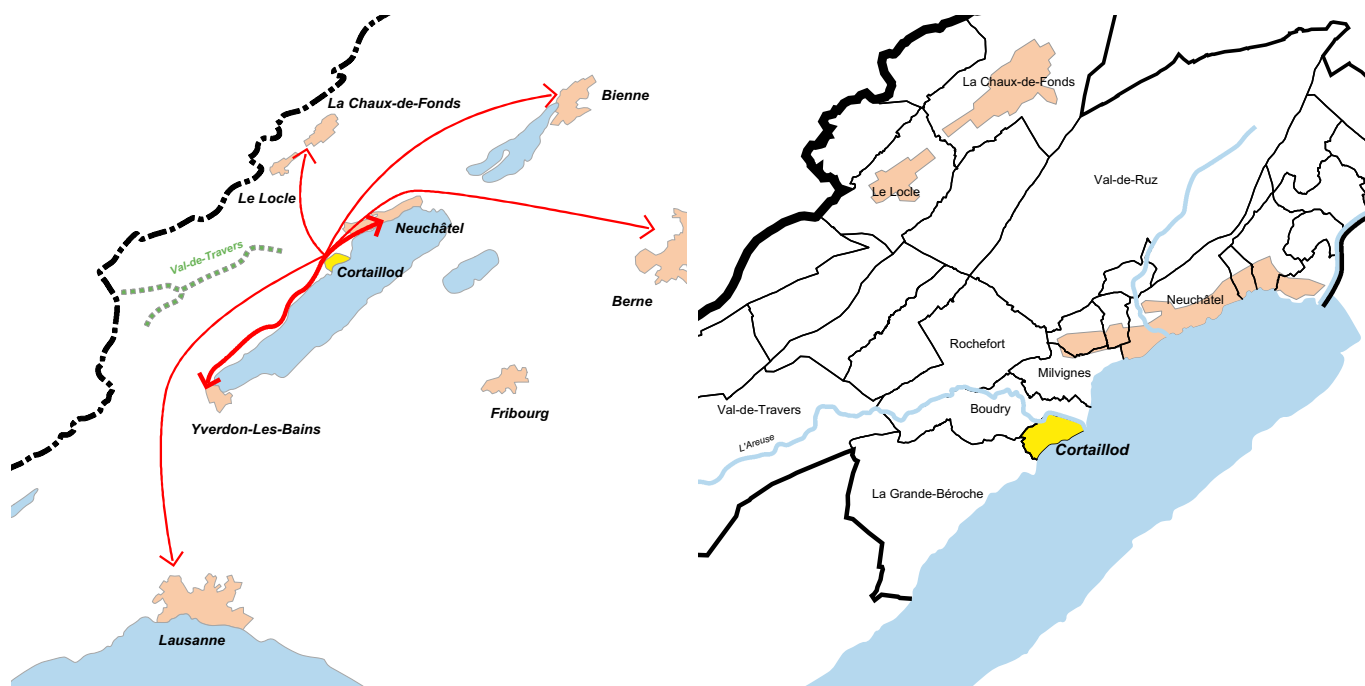 La Chaux-de-Fonds
Bienne
Le Locle
Neuchâtel
Val-de-Travers
Cortaillod
Berne
Fribourg
Yverdon-Les-Bains
Lausanne
La Chaux-de-Fonds
Le Locle
Val-de-Ruz
Neuchâtel
Rochefort
Milvignes
Val-de-Travers
Boudry
L'Areuse
Cortaillod
La Grande-Béroche